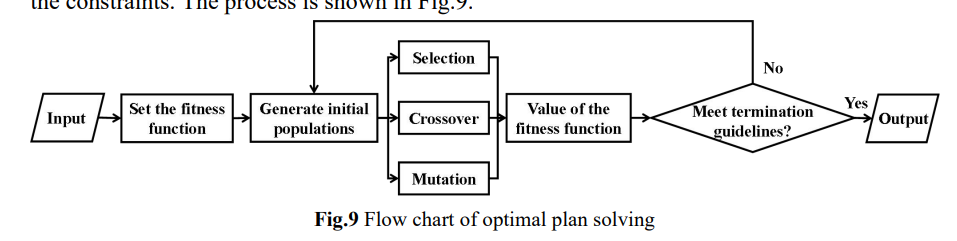 the constraints. The process is shown in Fig.9.
Input
Set the fitness
function
Generate initial
populations
Selection
Crossover
Mutation
Value of the
fitness function
Meet termination
guidelines?
No
Yes
Output
Fig.9 Flow chart of optimal plan solving